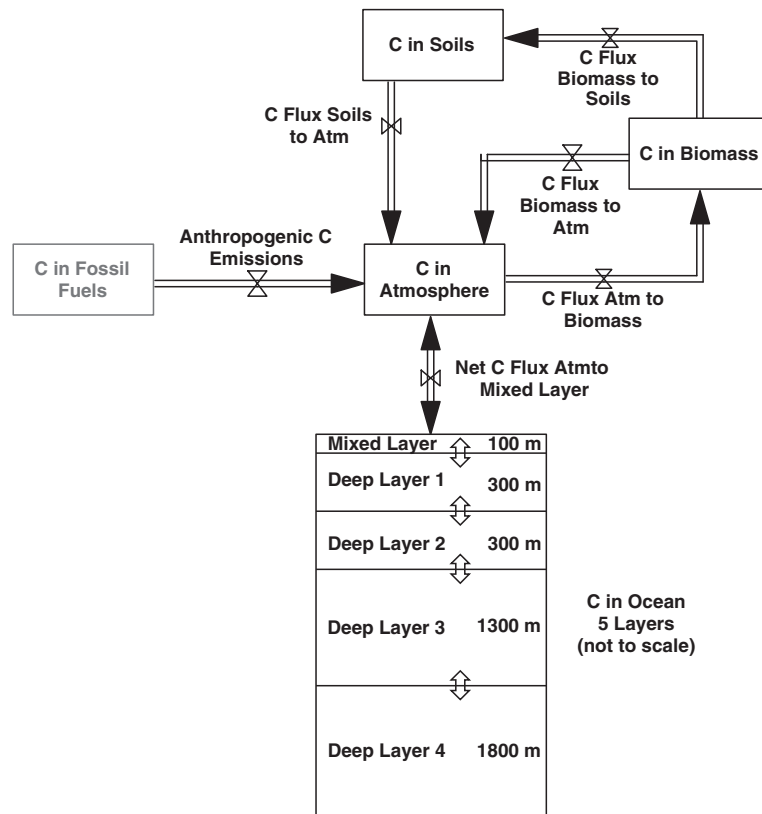 C in Soils
C Flux
Biomass to
Soils
C Flux Soils
to Atm
C in Biomass
C Flux
Biomass to
Atm
Anthropogenic C
Emissions
C in Fossil
Fuels
C in
Atmosphere
C Flux Atm to
Biomass
Net C Flux Atmto
Mixed Layer
Mixed Layer 100 m
Deep Layer 1 300 m
Deep Layer 2 300 m
Deep Layer 3 1300 m
C in Ocean
5 Layers
(not to scale)
Deep Layer 4 1800 m